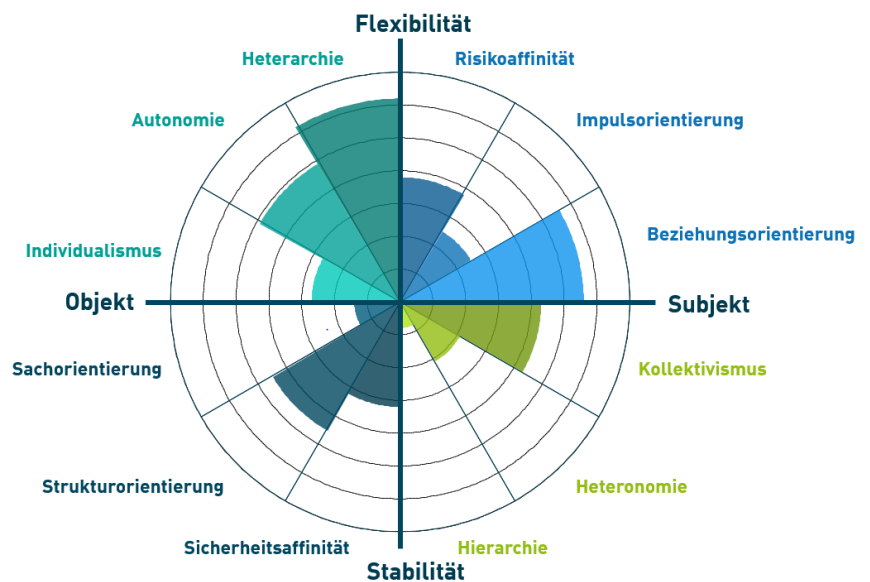 Flexibilität
Heterarchie
Risikoaffinität
Autonomie
Impulsorientierung
Beziehungsorientierung
Individualismus
Objekt
Subjekt
Sachorientierung
Kollektivismus
Strukturorientierung
Heteronomie
Sicherheitsaffinität
Hierarchie
Stabilität